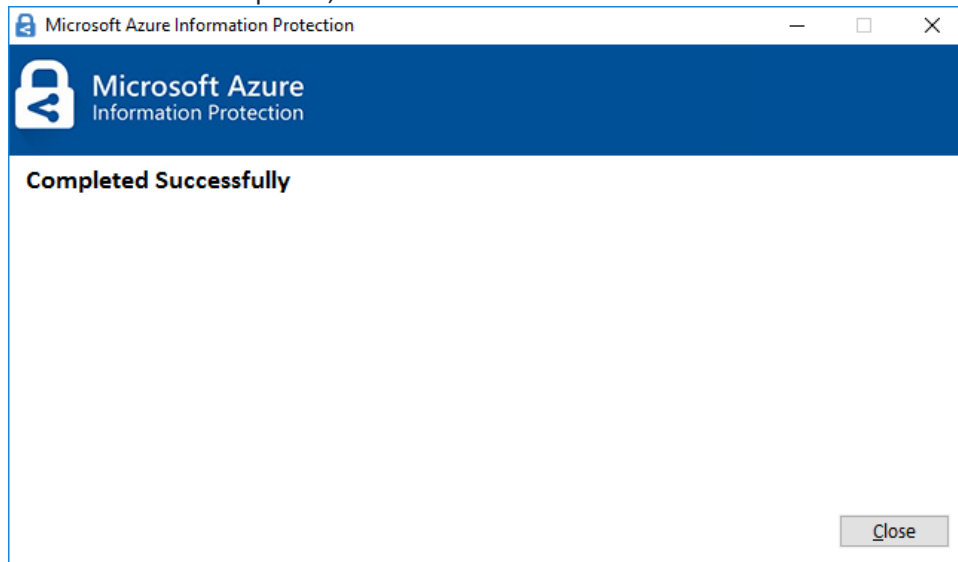 Microsoft Azure Information Protection
Microsoft Azure
Information Protection
Completed Successfully
Close